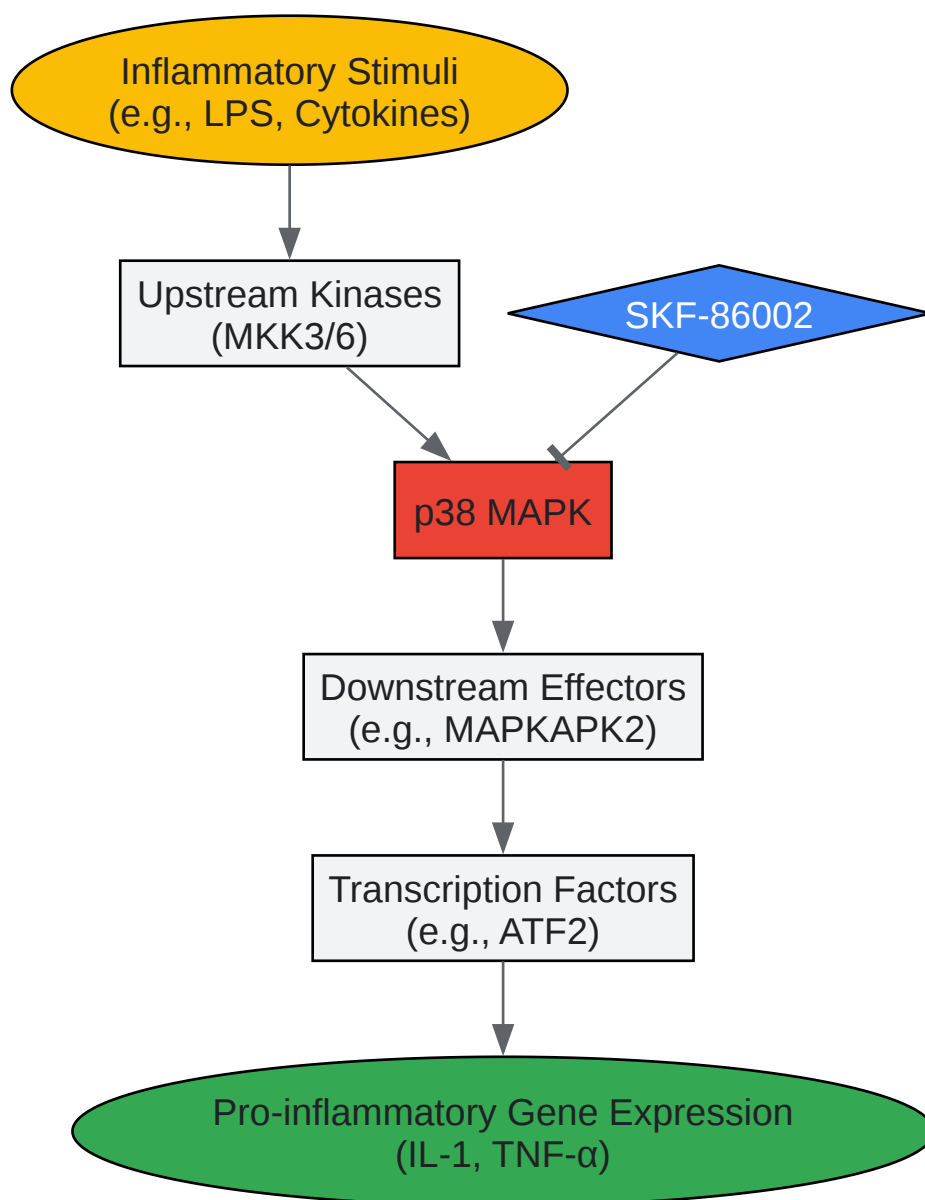 Inflammatory Stimuli
(e.g., LPS, Cytokines)
Upstream Kinases
(MKK3/6)
SKF-86002
p38 MAPK
Downstream Effectors
(e.g., MAPKAPK2)
Transcription Factors
(e.g., ATF2)
Pro-inflammatory Gene Expression
(IL-1, TNF-α)